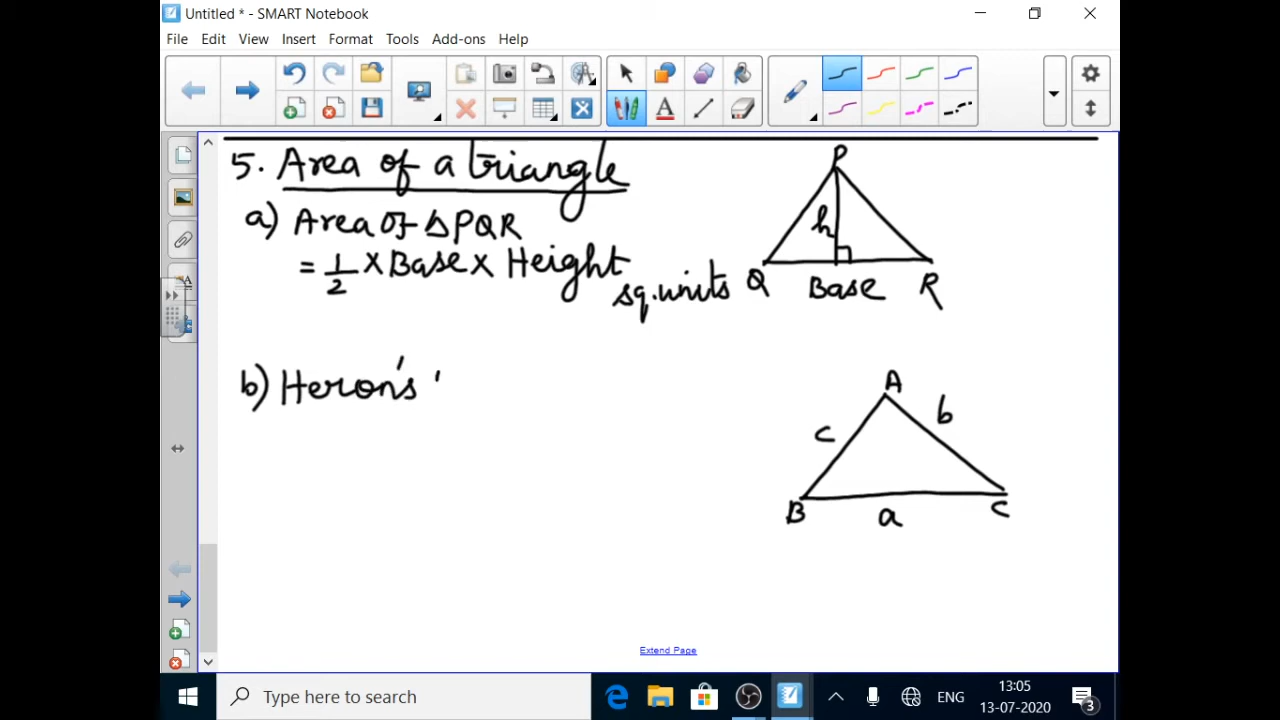 Untitled * - SMART Notebook
File Edit View Insert Format Tools Add-ons Help
5. Area of a triangle
a) Area Of △PQR
= 1/2 × Base × Height
sq.units
P
h
Q Base R
b) Heron's
A
c b
B a C
Extend Page
Type here to search
ENG
13:05
13-07-2020
3